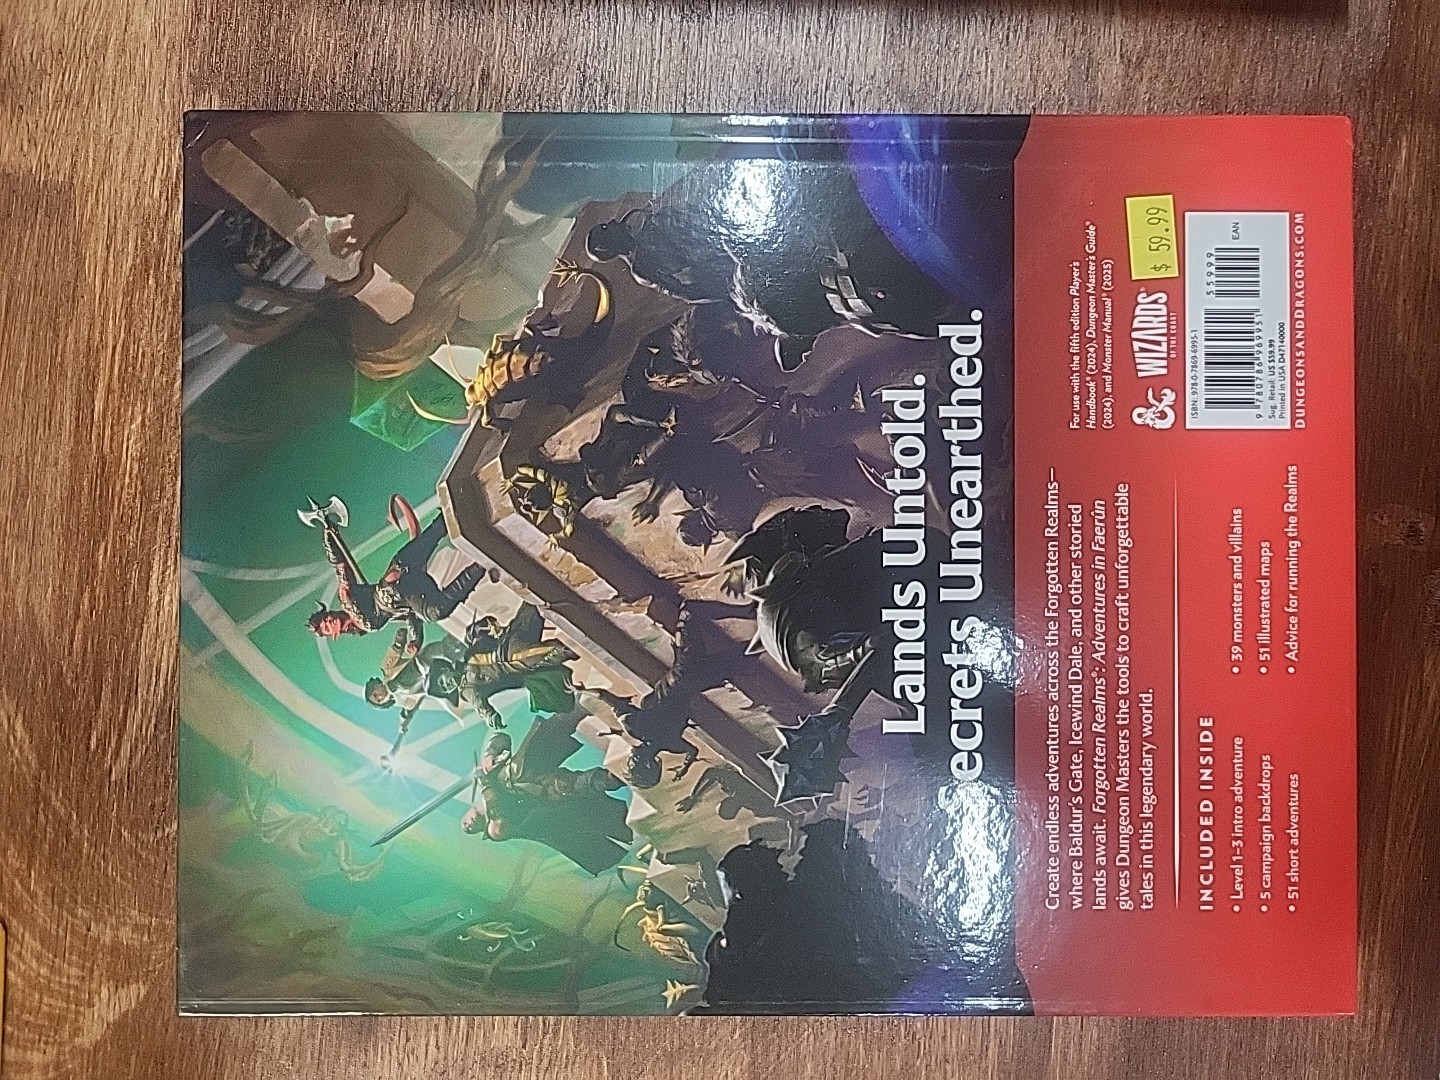 Lands Untold.
Secrets Unearthed.
Create endless adventures across the Forgotten Realms—
where Baldur's Gate, Icewind Dale, and other storied
lands await. Forgotten Realms®: Adventures in Faerûn
gives Dungeon Masters the tools to craft unforgettable
tales in this legendary world.
INCLUDED INSIDE
• Level 1–3 intro adventure
• 5 campaign backdrops
• 51 short adventures
• 39 monsters and villains
• 51 illustrated maps
• Advice for running the Realms
For use with the fifth edition Player's
Handbook® (2024), Dungeon Master's Guide®
(2024), and Monster Manual® (2025)
WIZARDS®
OF THE COAST
$ 59.99
ISBN: 978-0-7869-6995-1
55999
EAN
9 780786 969951
Sug. Retail: US $59.99
Printed in USA D47140000
DUNGEONSANDDRAGONS.COM